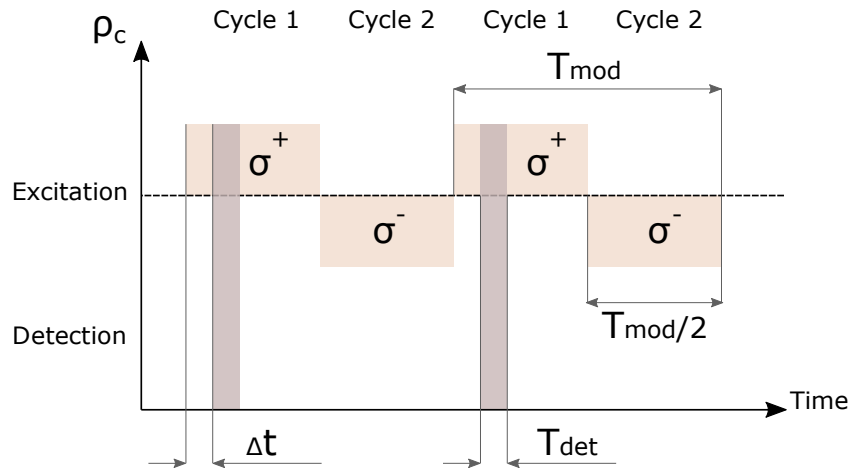 Cycle 1 Cycle 2 Cycle 1 Cycle 2
ρc
Tmod
σ+ σ+
Excitation
σ- σ-
Tmod/2
Detection
Time
Δt Tdet